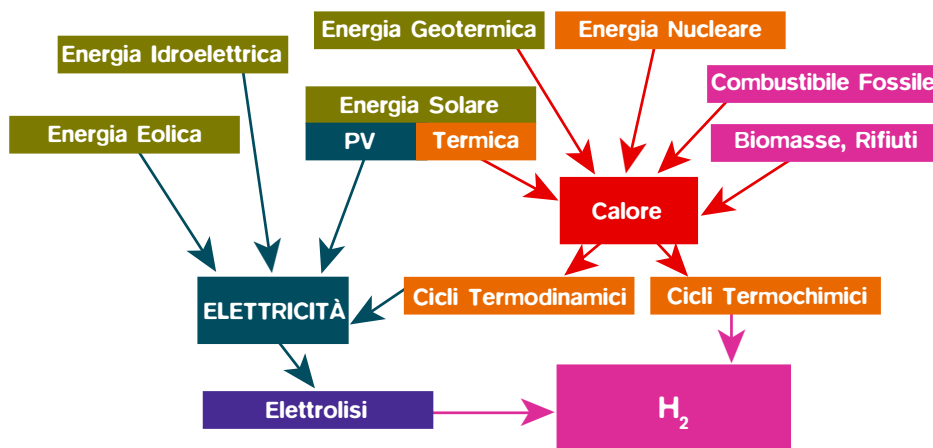 Energia Geotermica
Energia Nucleare
Energia Idroelettrica
Combustibile Fossile
Energia Solare
Energia Eolica
PV
Termica
Biomasse, Rifiuti
Calore
ELETTRICITÀ
Cicli Termodinamici
Cicli Termochimici
Elettrolisi
H₂